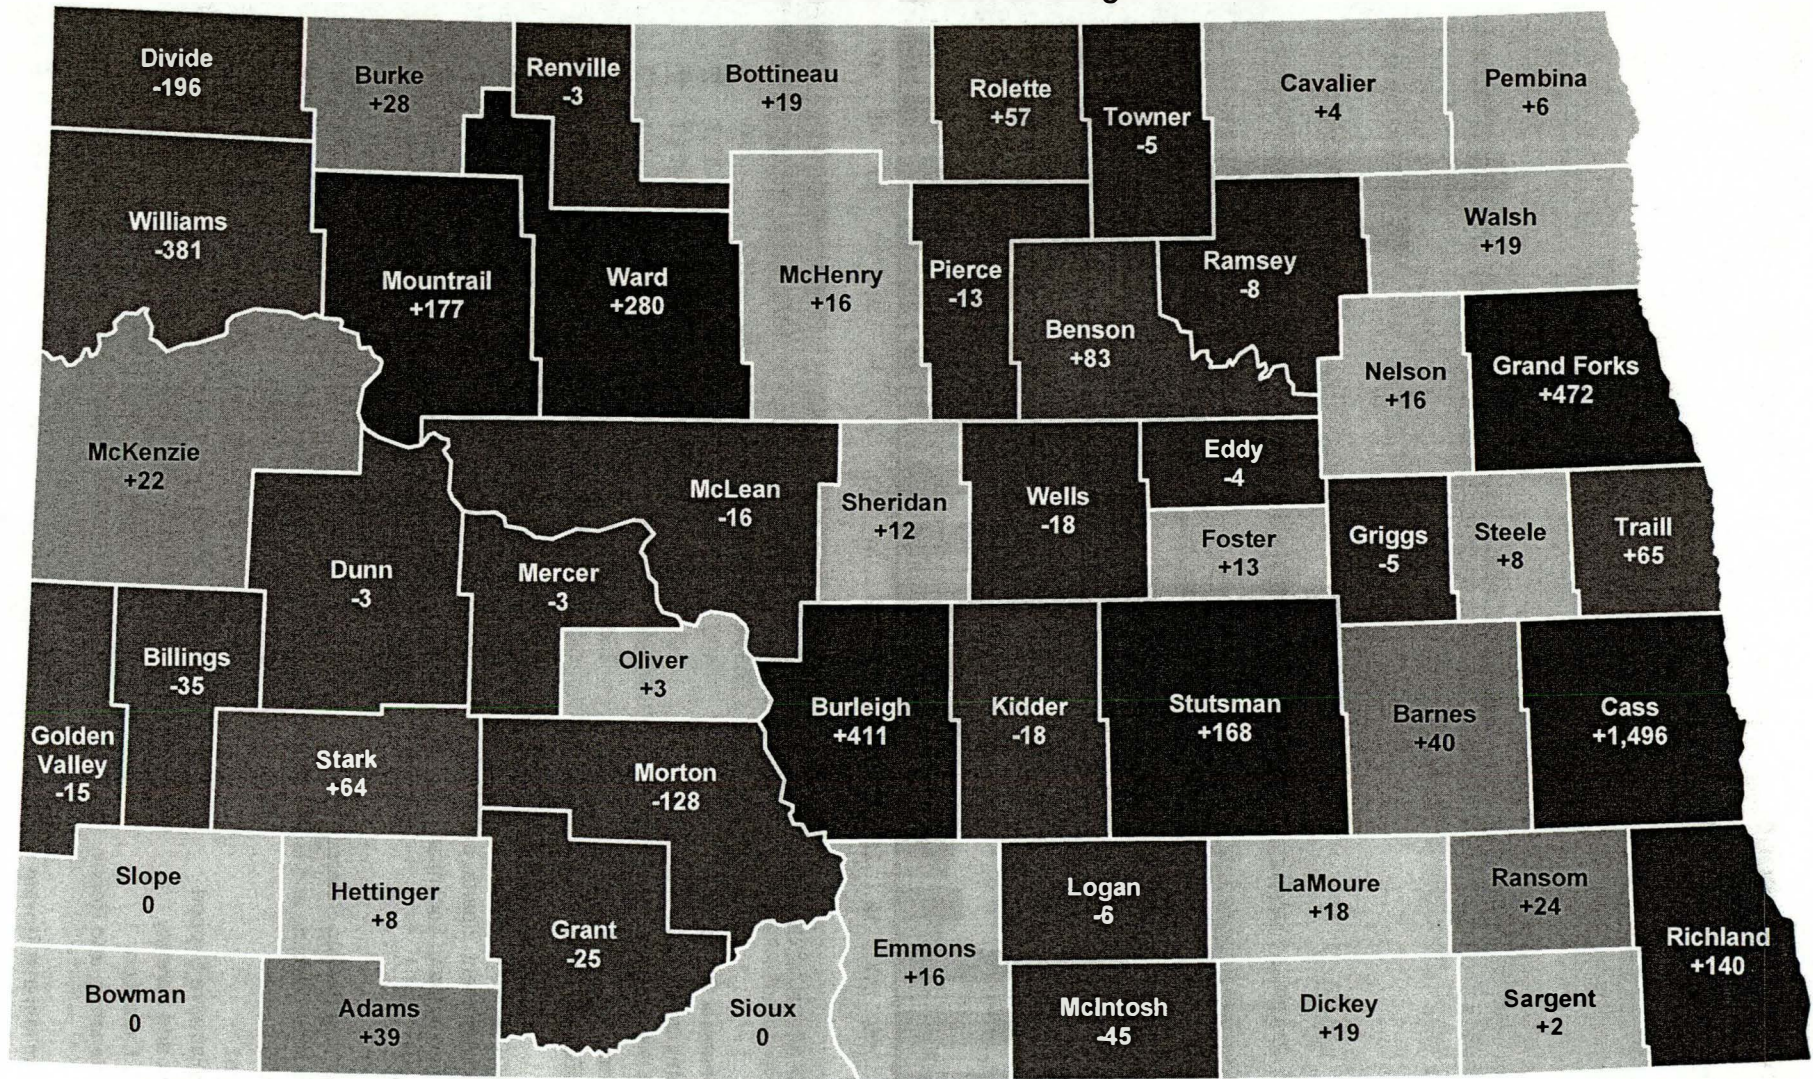 Divide
-196
Burke
+28
Renville
-3
Bottineau
+19
Rolette
+57
Towner
-5
Cavalier
+4
Pembina
+6
Williams
-381
Mountrail
+177
Ward
+280
McHenry
+16
Pierce
-13
Benson
+83
Ramsey
-8
Walsh
+19
Nelson
+16
Grand Forks
+472
McKenzie
+22
Dunn
-3
Mercer
-3
McLean
-16
Sheridan
+12
Wells
-18
Eddy
-4
Foster
+13
Griggs
-5
Steele
+8
Traill
+65
Golden
Valley
-15
Billings
-35
Stark
+64
Oliver
+3
Morton
-128
Burleigh
+411
Kidder
-18
Stutsman
+168
Barnes
+40
Cass
+1,496
Slope
0
Hettinger
+8
Grant
-25
Emmons
+16
Logan
-6
LaMoure
+18
Ransom
+24
Richland
+140
Bowman
0
Adams
+39
Sioux
0
McIntosh
-45
Dickey
+19
Sargent
+2